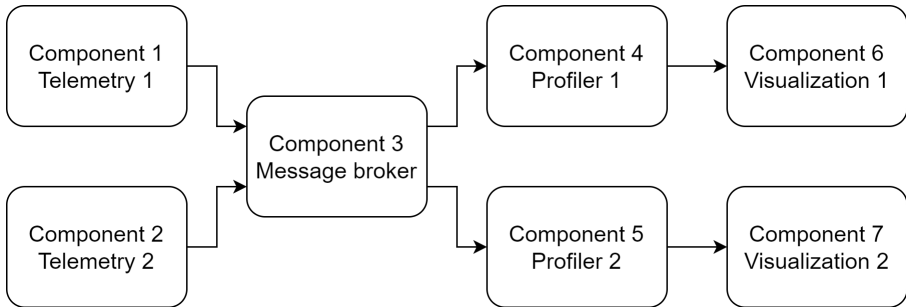 Component 1
Telemetry 1
Component 2
Telemetry 2
Component 3
Message broker
Component 4
Profiler 1
Component 5
Profiler 2
Component 6
Visualization 1
Component 7
Visualization 2